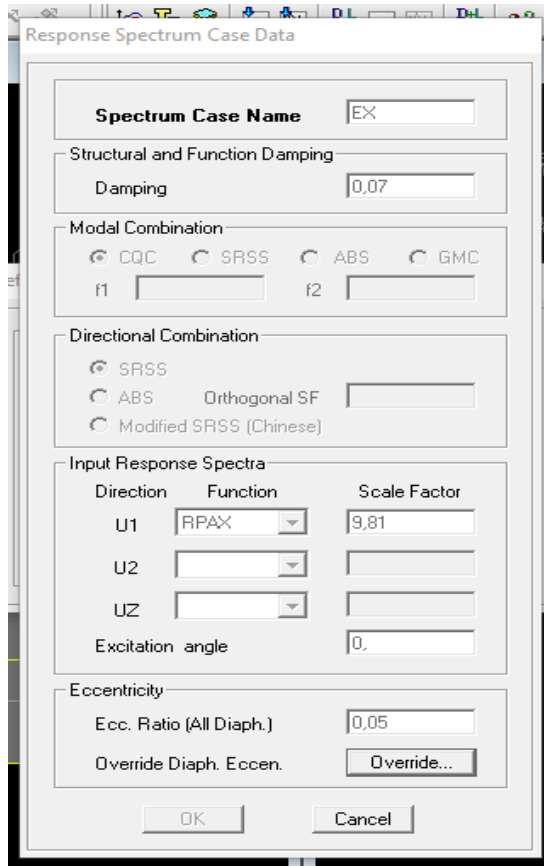 Response Spectrum Case Data
Spectrum Case Name EX
Structural and Function Damping
Damping 0,07
Modal Combination
CQC SRSS ABS GMC
f1 f2
Directional Combination
SRSS
ABS Orthogonal SF
Modified SRSS (Chinese)
Input Response Spectra
Direction Function Scale Factor
U1 RPAX 9,81
U2
UZ
Excitation angle 0,
Eccentricity
Ecc. Ratio (All Diaph.) 0,05
Override Diaph. Eccen. Override...
OK Cancel